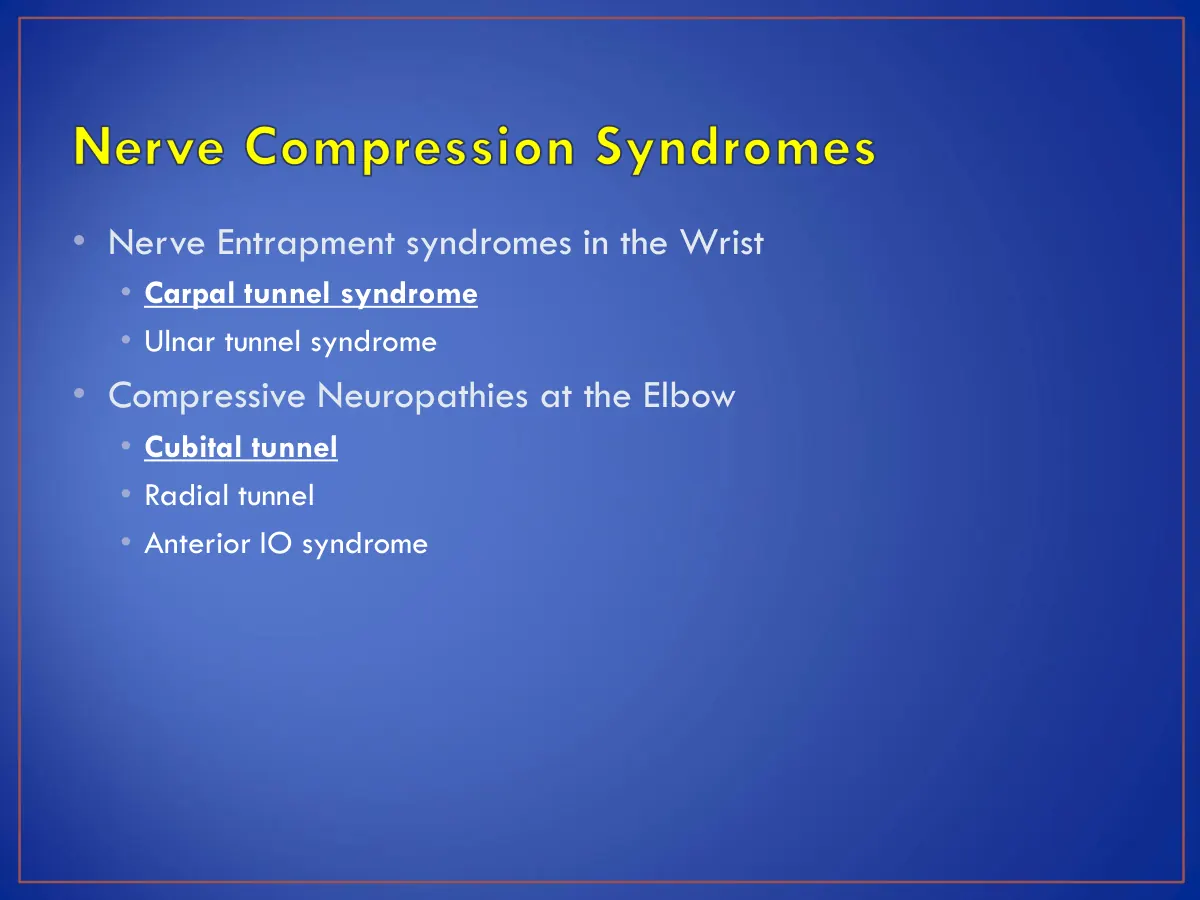 Nerve Compression Syndromes
• Nerve Entrapment syndromes in the Wrist
• Carpal tunnel syndrome
• Ulnar tunnel syndrome
• Compressive Neuropathies at the Elbow
• Cubital tunnel
• Radial tunnel
• Anterior IO syndrome